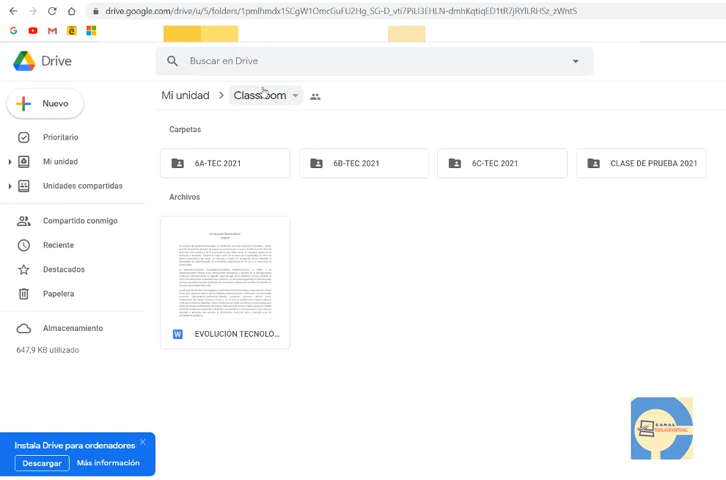 drive.google.com/drive/u/5/folders/1pmlhmdx1SCgW1OmcGuFU2Hg_SG-D_vti7PiLI3EHLN-dmhKqtiqED1tR7jRYlLRHSz_zWntS
Drive
Buscar en Drive
Nuevo
Mi unidad > Classroom
Prioritario
Mi unidad
Unidades compartidas
Compartido conmigo
Reciente
Destacados
Papelera
Almacenamiento
647,9 KB utilizado
Carpetas
6A-TEC 2021
6B-TEC 2021
6C-TEC 2021
CLASE DE PRUEBA 2021
Archivos
W EVOLUCIÓN TECNOLÓ...
Instala Drive para ordenadores
Descargar
Más información
CANAL
TUCLASEVIRTUAL